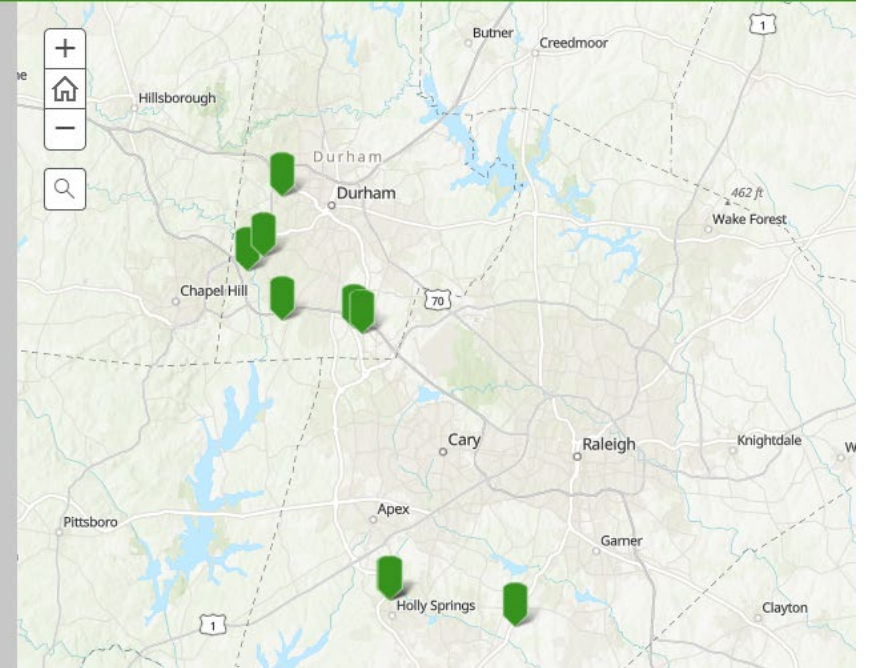 1
Butner
Creedmoor
Hillsborough
Durham
Durham
462 ft
Wake Forest
Chapel Hill
70
Cary
Raleigh
Knightdale
Apex
Pittsboro
Garner
Holly Springs
Clayton
1